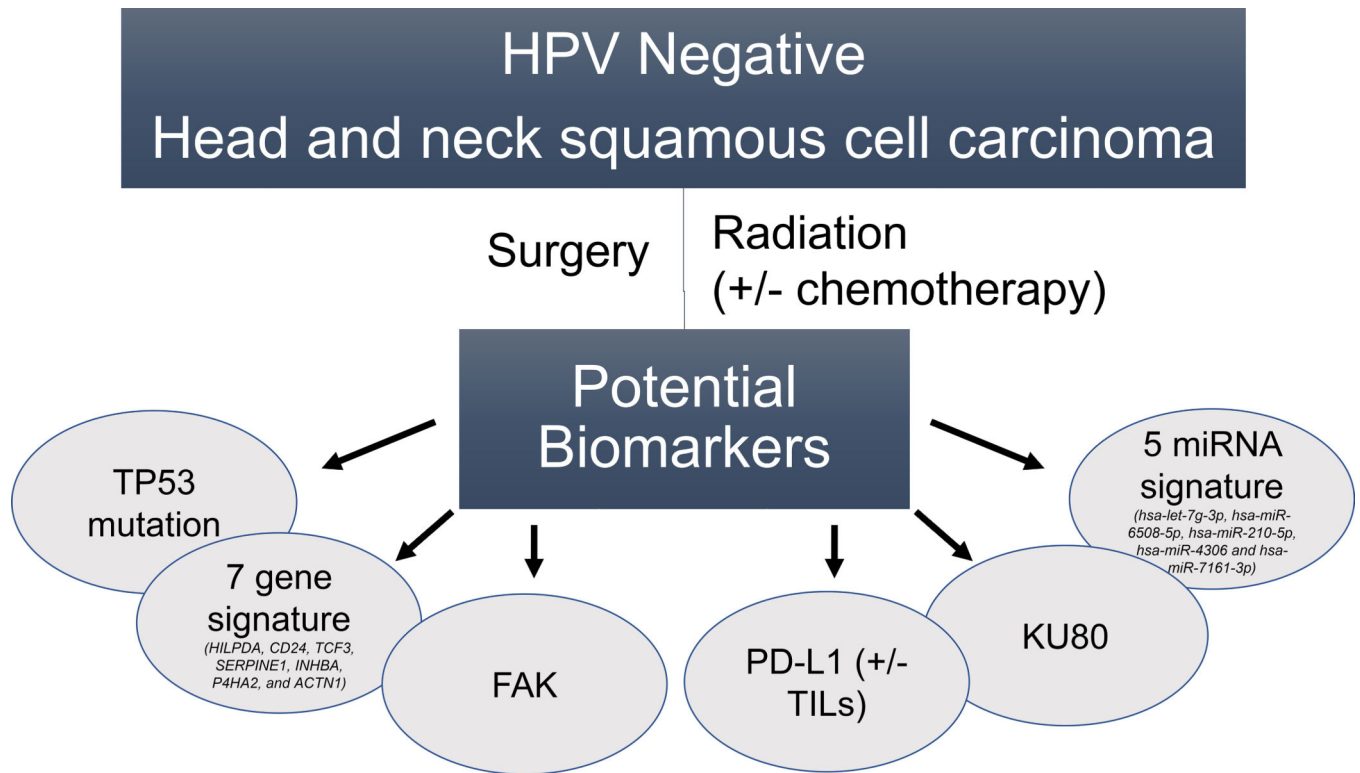 HPV Negative
Head and neck squamous cell carcinoma
Surgery
Radiation
(+/- chemotherapy)
Potential
Biomarkers
TP53
mutation
7 gene
signature
(HILPDA, CD24, TCF3,
SERPINE1, INHBA,
P4HA2, and ACTN1)
FAK
PD-L1 (+/-
TILs)
KU80
5 miRNA
signature
(hsa-let-7g-3p, hsa-miR-
6508-5p, hsa-miR-210-5p,
hsa-miR-4306 and hsa-
miR-7161-3p)